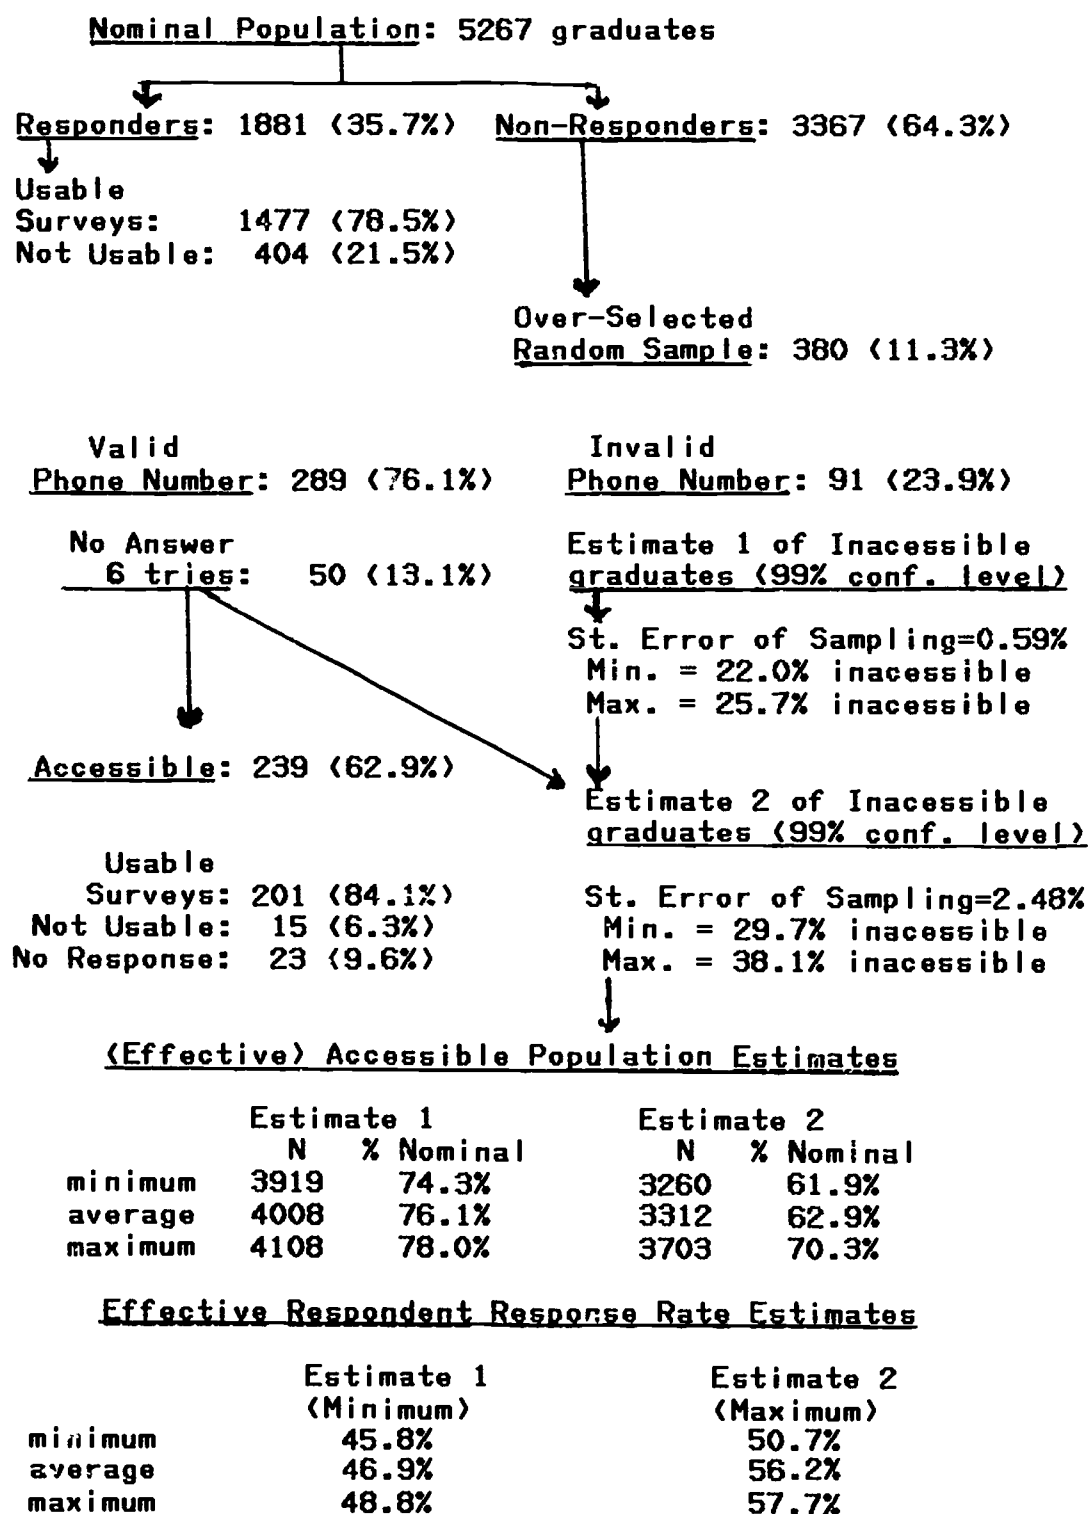 Nominal Population: 5267 graduates
Responders: 1881 (35.7%) Non-Responders: 3367 (64.3%)
Usable
Surveys: 1477 (78.5%)
Not Usable: 404 (21.5%)
Over-Selected
Random Sample: 380 (11.3%)
Valid Invalid
Phone Number: 289 (76.1%) Phone Number: 91 (23.9%)
No Answer Estimate 1 of Inacessible
6 tries: 50 (13.1%) graduates (99% conf. level)
St. Error of Sampling=0.59%
Min. = 22.0% inacessible
Max. = 25.7% inacessible
Accessible: 239 (62.9%)
Estimate 2 of Inacessible
graduates (99% conf. level)
Usable
Surveys: 201 (84.1%) St. Error of Sampling=2.48%
Not Usable: 15 (6.3%) Min. = 29.7% inacessible
No Response: 23 (9.6%) Max. = 38.1% inacessible
(Effective) Accessible Population Estimates
Estimate 1 Estimate 2
N % Nominal N % Nominal
minimum 3919 74.3% 3260 61.9%
average 4008 76.1% 3312 62.9%
maximum 4108 78.0% 3703 70.3%
Effective Respondent Response Rate Estimates
Estimate 1 Estimate 2
(Minimum) (Maximum)
minimum 45.8% 50.7%
average 46.9% 56.2%
maximum 48.8% 57.7%